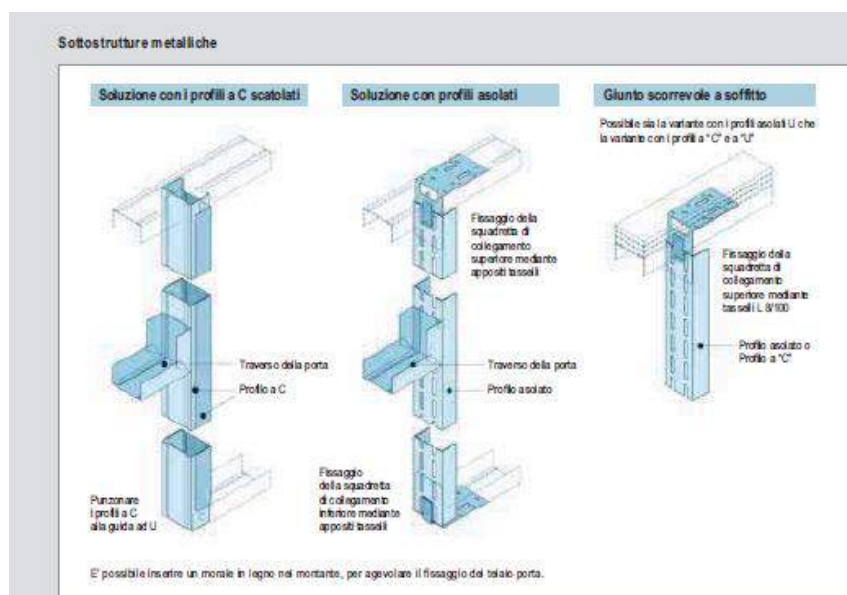 Sottostrutture metalliche
Soluzione con i profili a C scatolati
Soluzione con profili asolati
Giunto scorrevole a soffitto
Possibile sia la variante con i profili asolati U che
la variante con i profili a "C" e a "U"
Fissaggio della
squadretta di
collegamento
superiore mediante
appositi tasselli
Fissaggio della
squadretta di
collegamento
superiore mediante
tasselli L 8/100
Profilo asolato o
Profilo a "C"
Traverso della porta
Profilo a C
Traverso della porta
Profilo asolato
Punzonare
i profili a C
alla guida ad U
Fissaggio
della squadretta
di collegamento
inferiore mediante
appositi tasselli
E' possibile inserire un morale in legno nel montante, per agevolare il fissaggio del telaio porta.